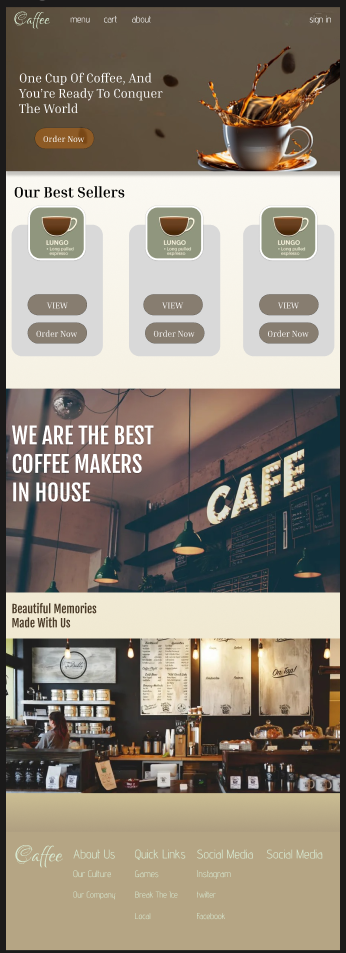 Caffee menu cart about sign in
One Cup Of Coffee, And
You're Ready To Conquer
The World
Order Now
Our Best Sellers
LUNGO LUNGO LUNGO
• Long pulled • Long pulled • Long pulled
espresso espresso espresso
VIEW VIEW VIEW
Order Now Order Now Order Now
WE ARE THE BEST
COFFEE MAKERS
IN HOUSE
CAFE
Beautiful Memories
Made With Us
Caffee About Us Quick Links Social Media Social Media
Our Culture Games Instagram
Our Company Break The Ice twitter
Local Facebook